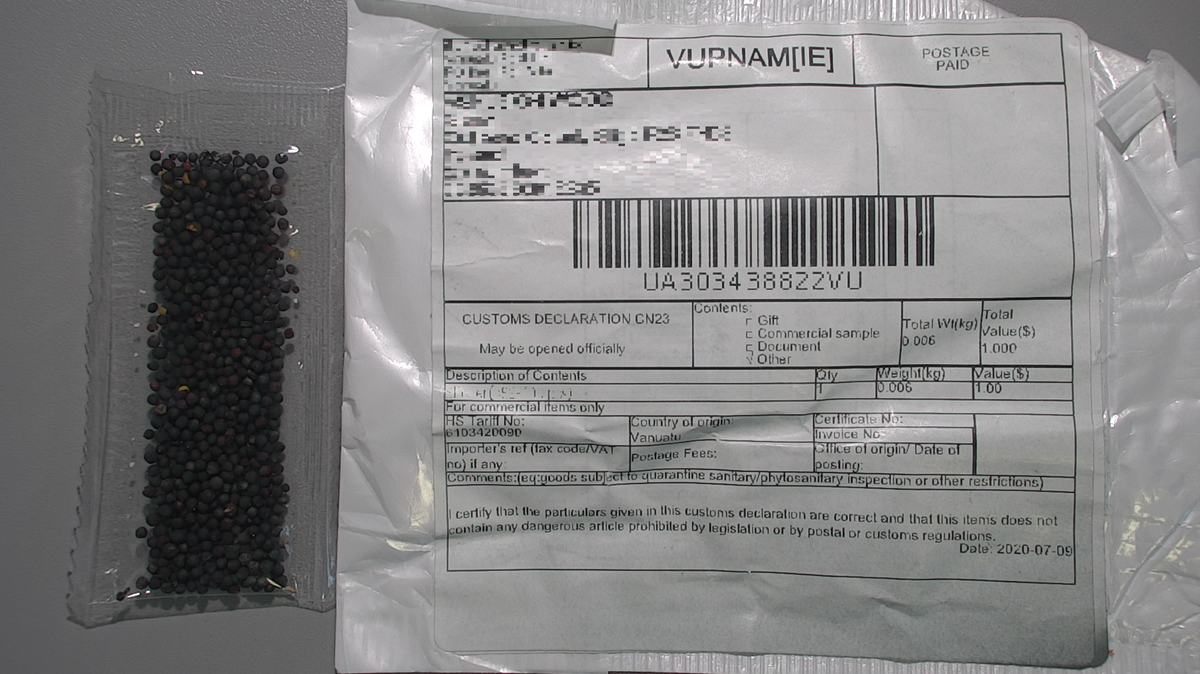 VUPNAM[IE]
POSTAGE
PAID
UA303438822VU
CUSTOMS DECLARATION CN23
May be opened officially
Contents:
Gift
Commercial sample
Document
Other
Total Wt(kg)
0.006
Total
Value($)
1.000
Description of Contents Qty Weight(kg) Value($)
1 0.006 1.00
For commercial items only
HS Tariff No:
6103420090
Country of origin:
Vanuatu
Certificate No:
Invoice No:
Importer's ref (tax code/VAT
no) if any:
Postage Fees:
Office of origin/ Date of
posting:
Comments:(eg:goods subject to quarantine sanitary/phytosanitary inspection or other restrictions)
I certify that the particulars given in this customs declaration are correct and that this items does not
contain any dangerous article prohibited by legislation or by postal or customs regulations.
Date: 2020-07-09